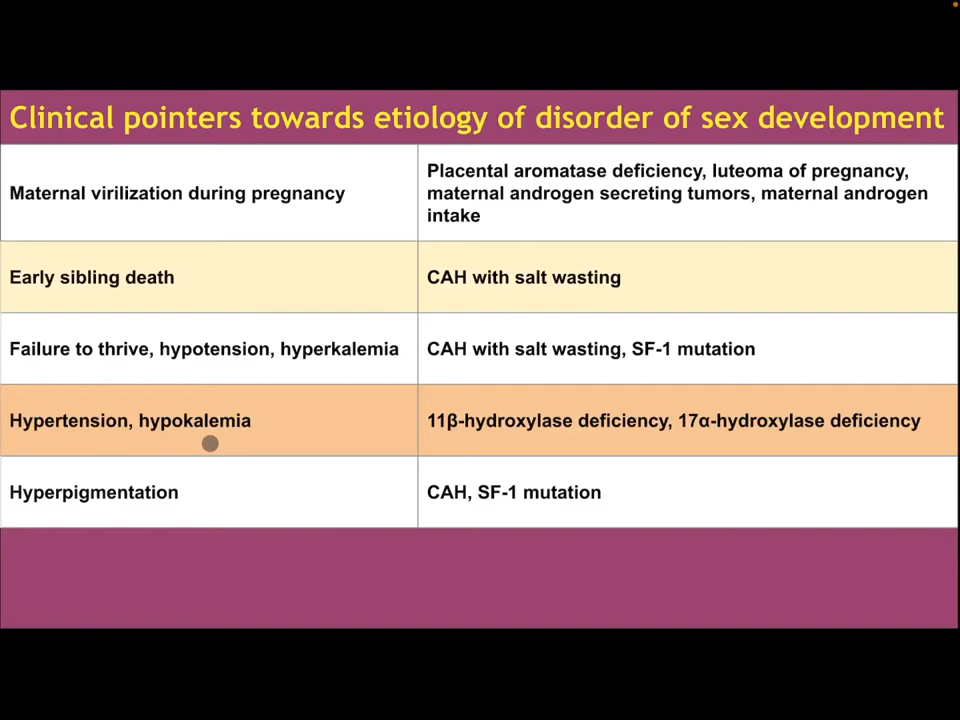 Clinical pointers towards etiology of disorder of sex development
Maternal virilization during pregnancy
Placental aromatase deficiency, luteoma of pregnancy,
maternal androgen secreting tumors, maternal androgen
intake
Early sibling death
CAH with salt wasting
Failure to thrive, hypotension, hyperkalemia
CAH with salt wasting, SF-1 mutation
Hypertension, hypokalemia
11β-hydroxylase deficiency, 17α-hydroxylase deficiency
Hyperpigmentation
CAH, SF-1 mutation